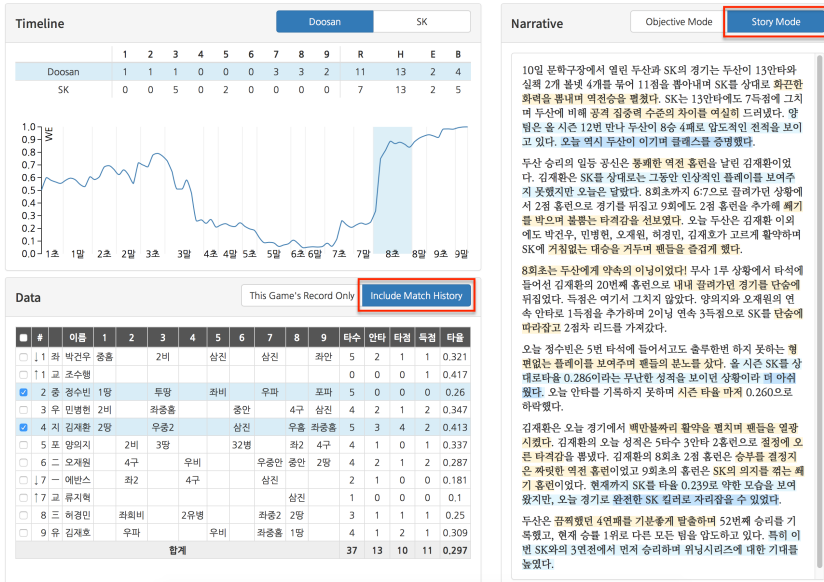 Timeline
Doosan SK
1 2 3 4 5 6 7 8 9 R H E B
Doosan 1 1 1 0 0 0 3 3 2 11 13 2 4
SK 0 0 5 0 2 0 0 0 0 7 13 2 5
WE
1.0
0.9
0.8
0.7
0.6
0.5
0.4
0.3
0.2
0.1
0.0
1초 1말 2초 2말 3초 3말 4초 4말 5초 5말 6초 6말 7초 7말 8초 8말 9초 9말
Data
This Game's Record Only Include Match History
# 이름 1 2 3 4 5 6 7 8 9 타수 안타 타점 득점 타율
↓1 좌 박건우 중홈 2비 삼진 삼진 좌안 5 2 1 1 0.321
↑1 교 조수행 0 0 0 1 0.417
2 중 정수빈 1땅 투땅 좌비 우파 포파 5 0 0 0 0.26
3 우 민병헌 2비 좌중홈 중안 4구 삼진 4 2 1 2 0.347
4 지 김재환 2땅 우중2 삼진 우홈 좌중홈 5 3 4 2 0.413
5 포 양의지 2비 3땅 32병 좌2 4구 4 1 0 1 0.337
6 二 오재원 4구 우비 우중안 중안 2땅 4 2 1 2 0.287
↓7 一 에반스 좌2 4구 삼진 2 1 0 0 0.181
↑7 교 류지혁 삼진 1 0 0 0 0.1
8 三 허경민 좌희비 2유병 좌중2 2땅 3 1 1 1 0.25
9 유 김재호 우파 우비 좌중홈 1땅 4 1 2 1 0.309
합계 37 13 10 11 0.297
Narrative
Objective Mode Story Mode
10일 문학구장에서 열린 두산과 SK의 경기는 두산이 13안타와
실책 2개 볼넷 4개를 묶어 11점을 뽑아내며 SK를 상대로 화끈한
화력을 뽐내며 역전승을 펼쳤다. SK는 13안타에도 7득점에 그치
며 두산에 비해 공격 집중력 수준의 차이를 여실히 드러냈다. 양
팀은 올 시즌 12번 만나 두산이 8승 4패로 압도적인 전적을 보이
고 있다. 오늘 역시 두산이 이기며 클래스를 증명했다.
두산 승리의 일등 공신은 통쾌한 역전 홈런을 날린 김재환이었
다. 김재환은 SK를 상대로는 그동안 인상적인 플레이를 보여주
지 못했지만 오늘은 달랐다. 8회초까지 6:7으로 끌려가던 상황에
서 2점 홈런으로 경기를 뒤집고 9회에도 2점 홈런을 추가해 쐐기
를 박으며 불뿜는 타격감을 선보였다. 오늘 두산은 김재환 이외
에도 박건우, 민병헌, 오재원, 허경민, 김재호가 고르게 활약하며
SK에 거침없는 대승을 거두며 팬들을 즐겁게 했다.
8회초는 두산에게 약속의 이닝이었다! 무사 1루 상황에서 타석에
들어선 김재환의 20번째 홈런으로 내내 끌려가던 경기를 단숨에
뒤집었다. 득점은 여기서 그치지 않았다. 양의지와 오재원의 연
속 안타로 1득점을 추가하며 2이닝 연속 3득점으로 SK를 단숨에
따라잡고 2점차 리드를 가져갔다.
오늘 정수빈은 5번 타석에 들어서고도 출루한번 하지 못하는 형
편없는 플레이를 보여주며 팬들의 분노를 샀다. 올 시즌 SK를 상
대로타율 0.286이라는 무난한 성적을 보이던 상황이라 더 아쉬
웠다. 오늘 안타를 기록하지 못하며 시즌 타율 마저 0.260으로
하락했다.
김재환은 오늘 경기에서 백만불짜리 활약을 펼치며 팬들을 열광
시켰다. 김재환의 오늘 성적은 5타수 3안타 2홈런으로 절정에 오
른 타격감을 뽐냈다. 김재환의 8회초 2점 홈런은 승부를 결정지
은 짜릿한 역전 홈런이었고 9회초의 홈런은 SK의 의지를 꺾는 쐐
기 홈런이었다. 현재까지 SK를 타율 0.239로 약한 모습을 보여
왔지만, 오늘 경기로 완전한 SK 킬러로 자리잡을 수 있었다.
두산은 끔찍했던 4연패를 기분좋게 탈출하며 52번째 승리를 기
록했고, 현재 승률 1위로 다른 모든 팀을 압도하고 있다. 특히 이
번 SK와의 3연전에서 먼저 승리하며 위닝시리즈에 대한 기대를
높였다.